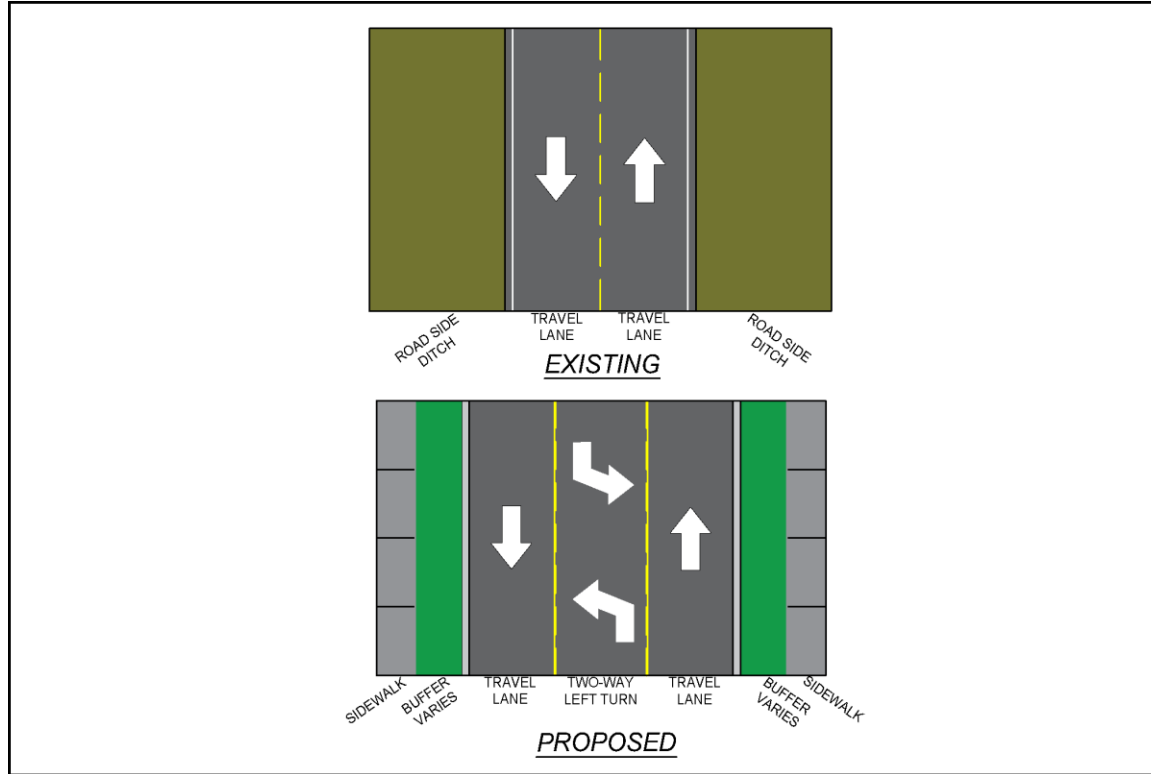 ROAD SIDE
DITCH
TRAVEL
LANE
TRAVEL
LANE
ROAD SIDE
DITCH
EXISTING
SIDEWALK
BUFFER
VARIES
TRAVEL
LANE
TWO-WAY
LEFT TURN
TRAVEL
LANE
BUFFER
VARIES
SIDEWALK
PROPOSED